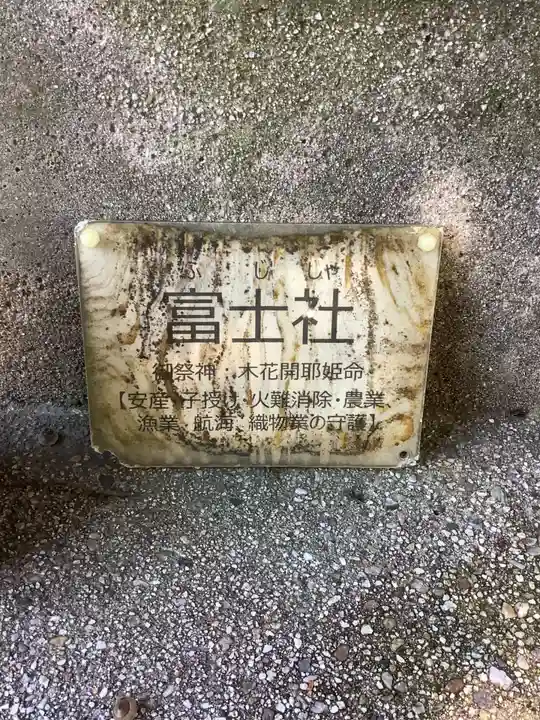 ふじしゃ
富士社
御祭神:木花開耶姫命
【安産、子授け、火難消除・農業、
漁業、航海、織物業の守護】